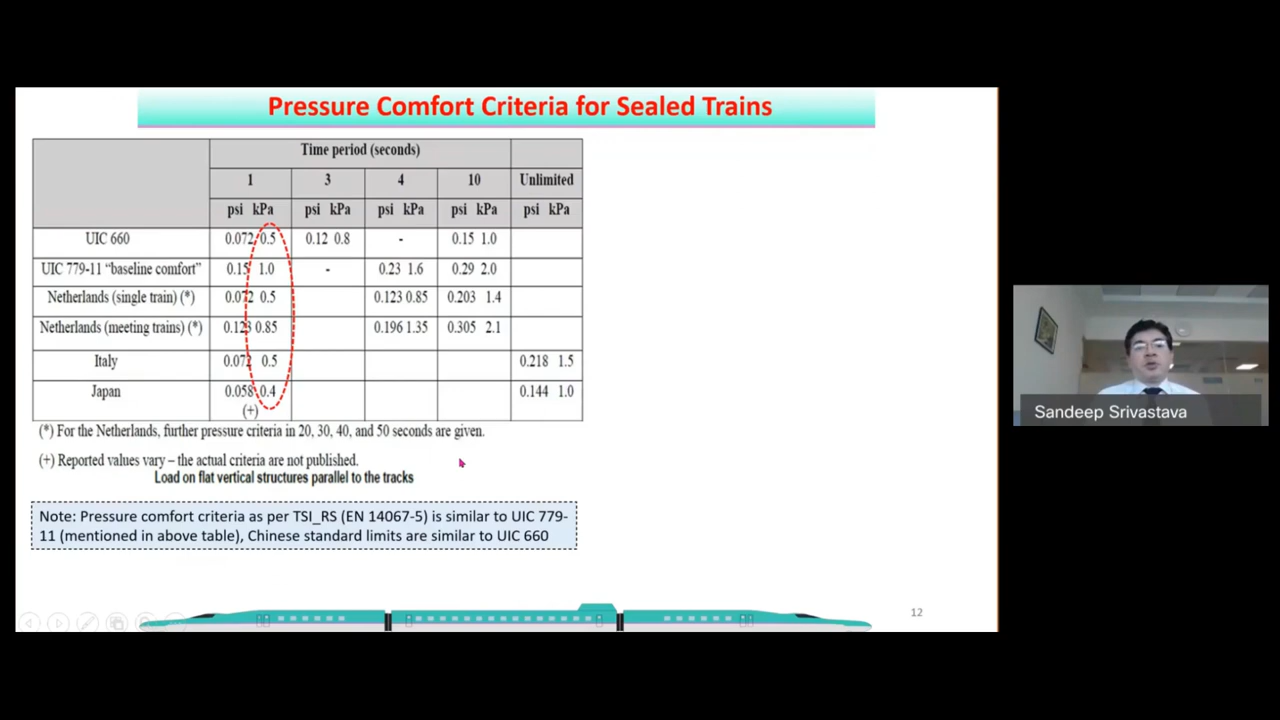 Pressure Comfort Criteria for Sealed Trains
Time period (seconds)
1 3 4 10 Unlimited
psi kPa psi kPa psi kPa psi kPa psi kPa
UIC 660 0.072 0.5 0.12 0.8 - 0.15 1.0
UIC 779-11 “baseline comfort” 0.15 1.0 - 0.23 1.6 0.29 2.0
Netherlands (single train) (*) 0.072 0.5 0.123 0.85 0.203 1.4
Netherlands (meeting trains) (*) 0.123 0.85 0.196 1.35 0.305 2.1
Italy 0.072 0.5 0.218 1.5
Japan 0.058 0.4 0.144 1.0
(+)
(*) For the Netherlands, further pressure criteria in 20, 30, 40, and 50 seconds are given.
(+) Reported values vary – the actual criteria are not published.
Load on flat vertical structures parallel to the tracks
Note: Pressure comfort criteria as per TSI_RS (EN 14067-5) is similar to UIC 779-
11 (mentioned in above table), Chinese standard limits are similar to UIC 660
12
Sandeep Srivastava